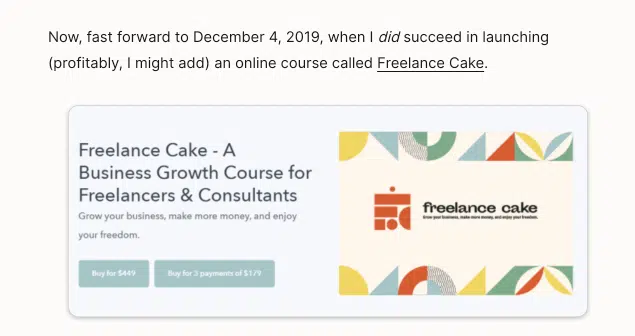 Now, fast forward to December 4, 2019, when I did succeed in launching
(profitably, I might add) an online course called Freelance Cake.
Freelance Cake - A
Business Growth Course for
Freelancers & Consultants
Grow your business, make more money, and enjoy
your freedom.
Buy for $449
Buy for 3 payments of $179
freelance cake
Grow your business, make more money, and enjoy your freedom.